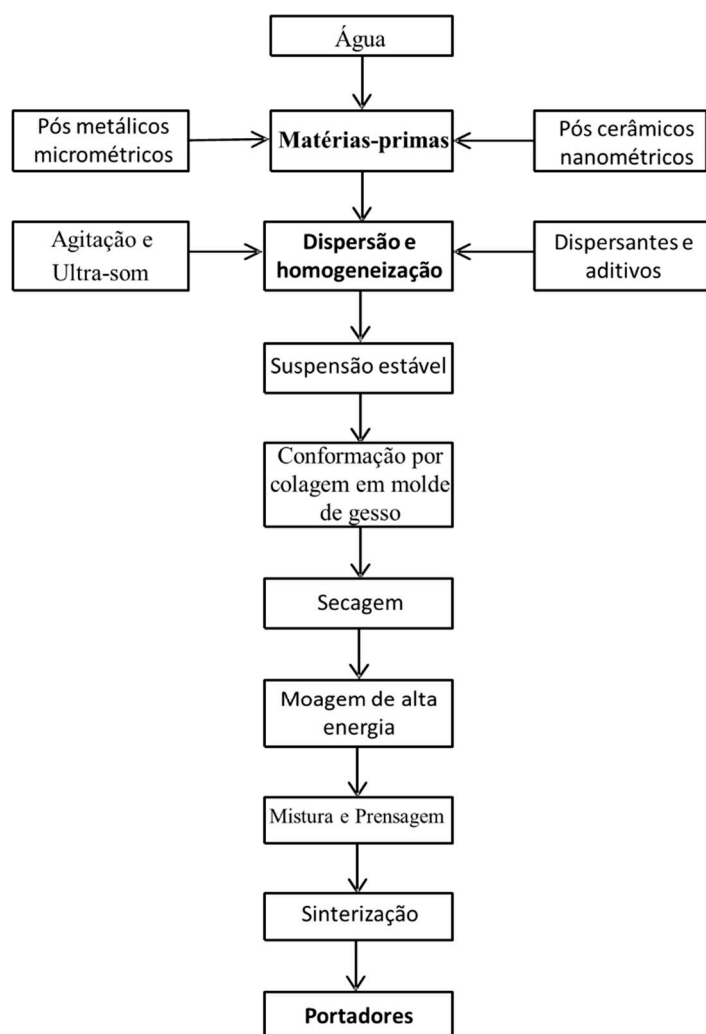 Água
Pós metálicos
micrométricos
Matérias-primas
Pós cerâmicos
nanométricos
Agitação e
Ultra-som
Dispersão e
homogeneização
Dispersantes e
aditivos
Suspensão estável
Conformação por
colagem em molde
de gesso
Secagem
Moagem de alta
energia
Mistura e Prensagem
Sinterização
Portadores